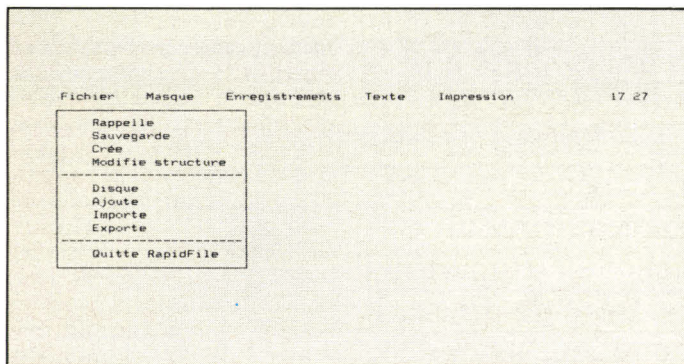 Fichier Masque Enregistrements Texte Impression 17 27
Rappelle
Sauvegarde
Crée
Modifie structure
Disque
Ajoute
Importe
Exporte
Quitte RapidFile